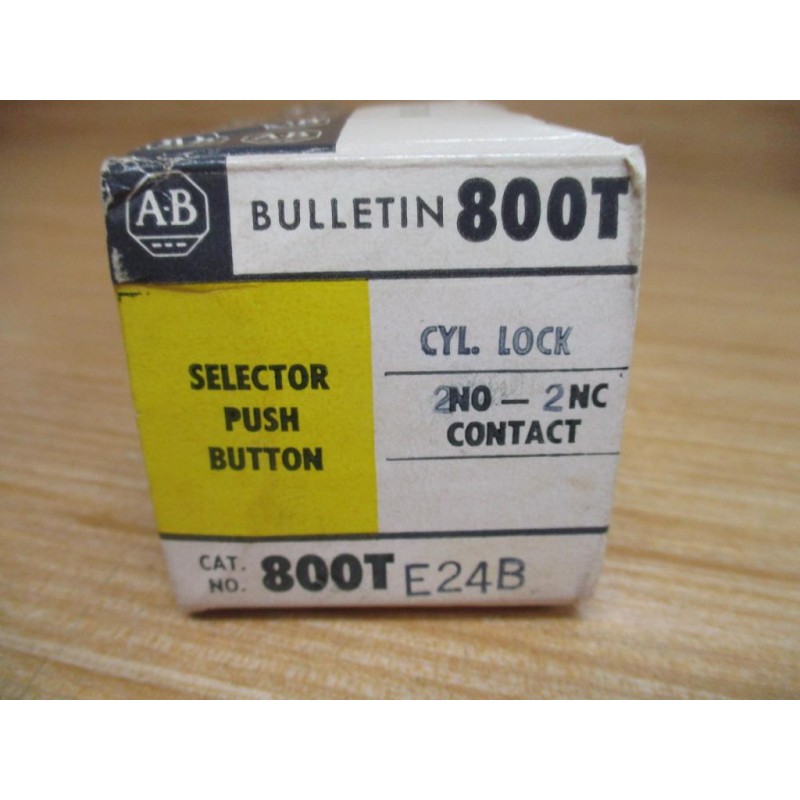 A-B
A-B
BULLETIN 800T
SELECTOR
PUSH
BUTTON
CYL. LOCK
2NO — 2NC
CONTACT
CAT.
NO. 800T E24B